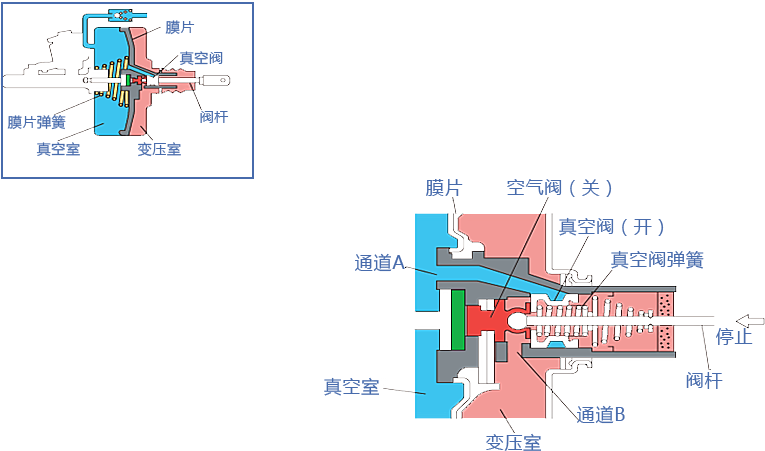 膜片
真空阀
膜片弹簧
阀杆
真空室
变压室
膜片
空气阀（关）
真空阀（开）
通道A
真空阀弹簧
停止
真空室
阀杆
通道B
变压室